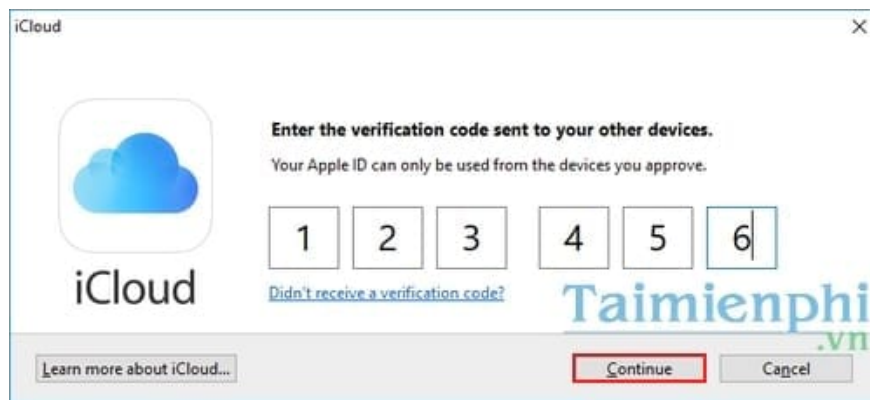 iCloud
Enter the verification code sent to your other devices.
Your Apple ID can only be used from the devices you approve.
1 2 3 4 5 6
iCloud
Didn't receive a verification code?
Taimienphi
.vn
Learn more about iCloud...
Continue
Cancel